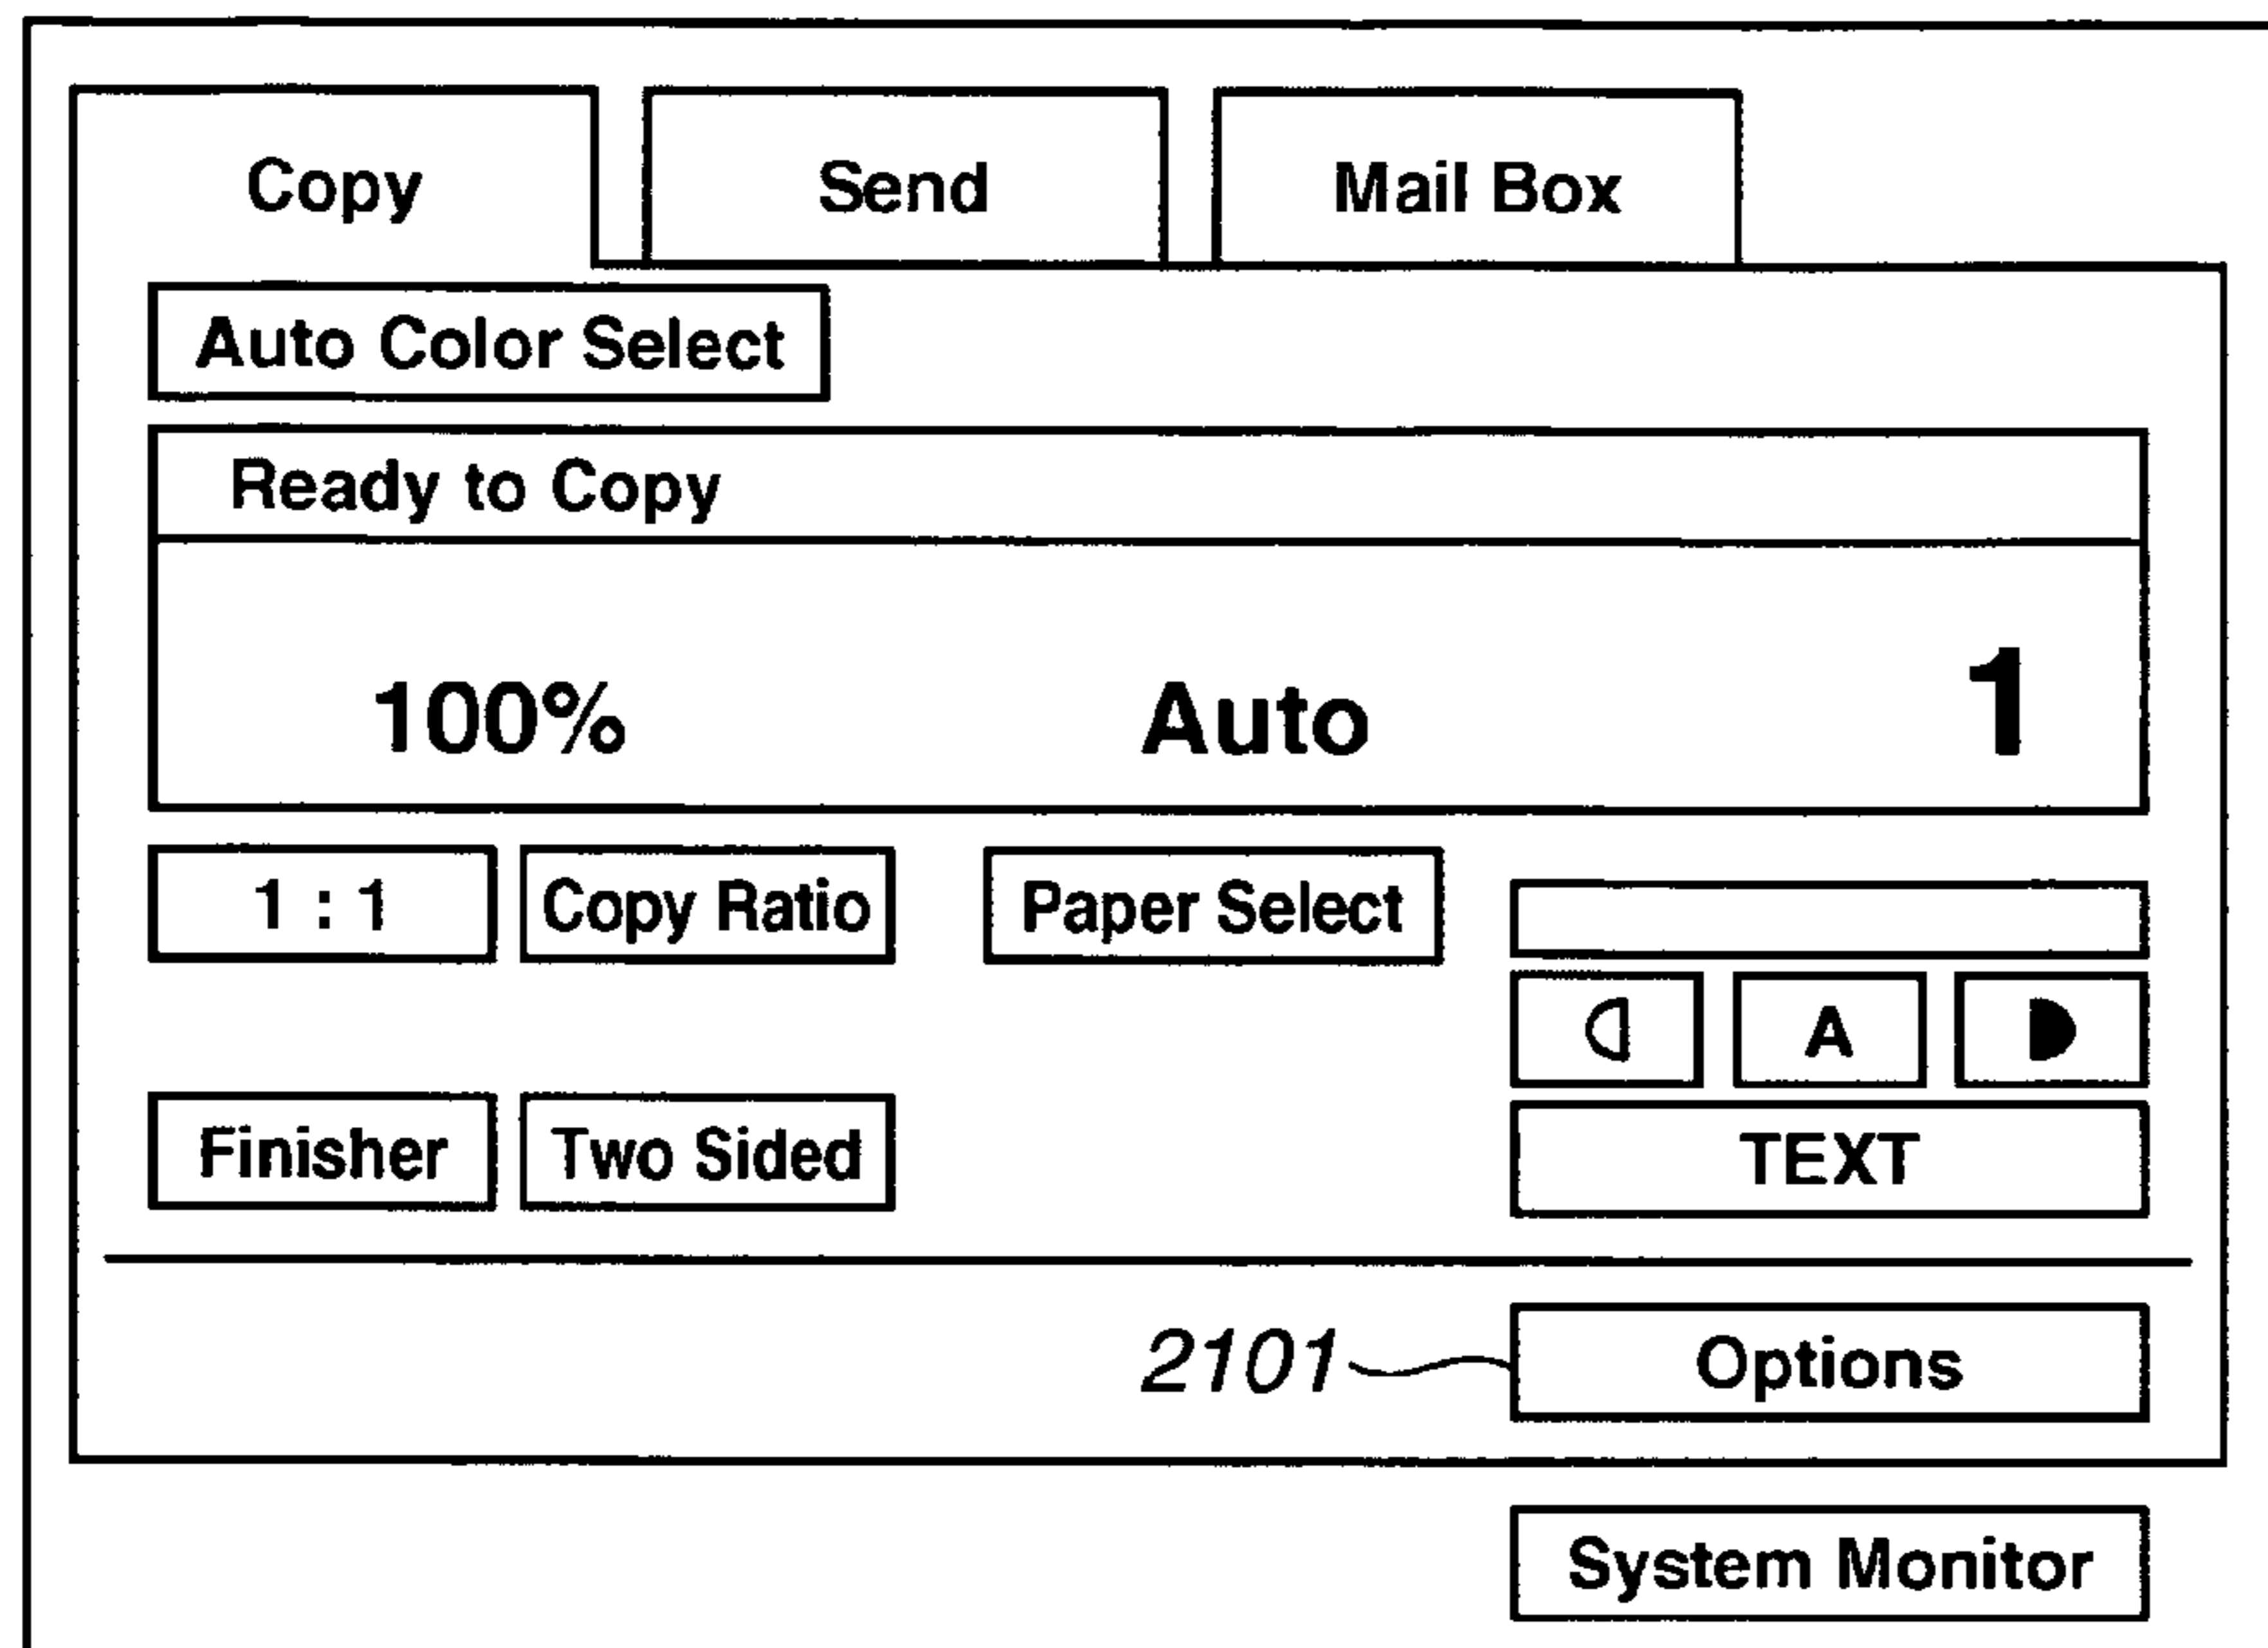 Copy Send Mail Box
Auto Color Select
Ready to Copy
100% Auto 1
1 : 1 Copy Ratio Paper Select
A
Finisher Two Sided TEXT
2101 Options
System Monitor